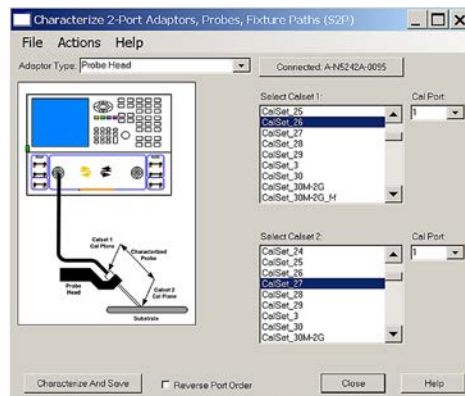 Characterize 2-Port Adaptors, Probes, Fixture Paths (S2P)
File Actions Help
Adaptor Type: Probe Head
Connected: A-N5242A-0095
Select Calset 1:
Cal Port:
CalSet_25
CalSet_26
CalSet_27
CalSet_28
CalSet_29
CalSet_3
CalSet_30
CalSet_30M-2G
CalSet_30M-2G_M
1
Calset 1
Cal Plane
Characterized
Probe
Probe
Head
Calset 2
Cal Plane
Substrate
Select Calset 2:
Cal Port:
CalSet_24
CalSet_25
CalSet_26
CalSet_27
CalSet_28
CalSet_29
CalSet_3
CalSet_30
CalSet_30M-2G
1
Characterize And Save
Reverse Port Order
Close
Help